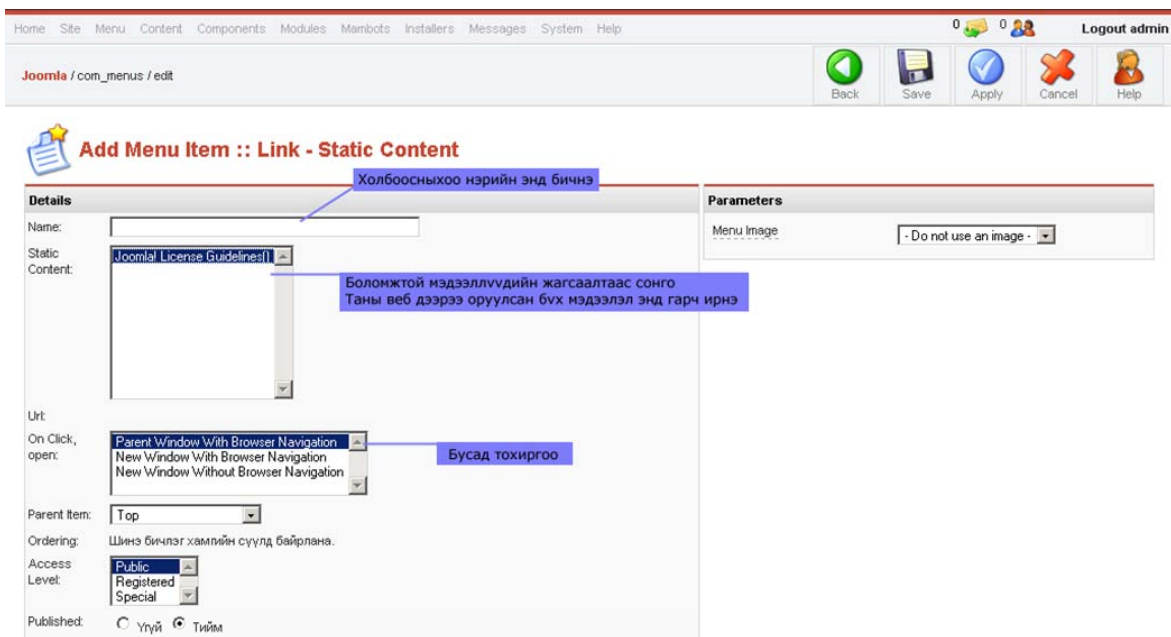 Home Site Menu Content Components Modules Mambots Installers Messages System Help 0 0 Logout admin
Joomla / com_menus / edit
Back Save Apply Cancel Help
Add Menu Item :: Link - Static Content
Холбоосныхоо нэрийн энд бичнэ
Details
Parameters
Name:
Menu Image
- Do not use an image -
Static
Content:
Joomla! License Guidelines()
Боломжтой мэдээллvvдийн жагсаалтаас сонго
Таны веб дээрээ оруулсан бvх мэдээлэл энд гарч ирнэ
Url:
On Click,
open:
Parent Window With Browser Navigation
New Window With Browser Navigation
New Window Without Browser Navigation
Бусад тохиргоо
Parent Item:
Top
Ordering:
Шинэ бичлэг хамгийн сүүлд байрлана.
Access
Level:
Public
Registered
Special
Published:
Үгүй Тийм